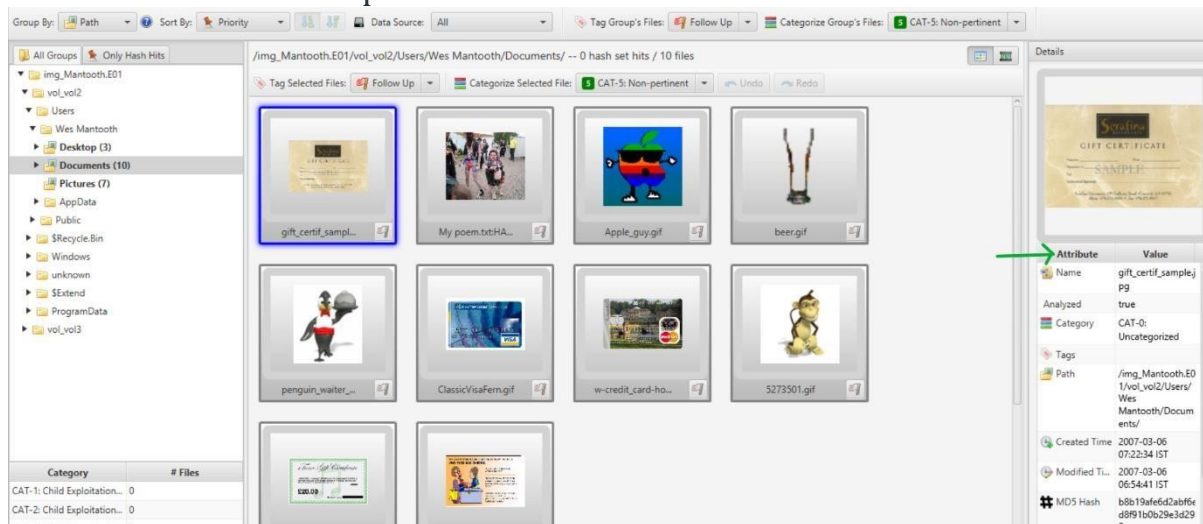 Group By: Path Sort By: Priority Data Source: All Tag Group's Files: Follow Up Categorize Group's Files: 5 CAT-5: Non-pertinent
All Groups Only Hash Hits
img_Mantooth.E01
vol_vol2
Users
Wes Mantooth
Desktop (3)
Documents (10)
Pictures (7)
AppData
Public
$Recycle.Bin
Windows
unknown
$Extend
ProgramData
vol_vol3
Category # Files
CAT-1: Child Exploitation... 0
CAT-2: Child Exploitation... 0
/img_Mantooth.E01/vol_vol2/Users/Wes Mantooth/Documents/ -- 0 hash set hits / 10 files
Tag Selected Files: Follow Up Categorize Selected File: 5 CAT-5: Non-pertinent Undo Redo
gift_certif_sampl... My poem.txt:HA... Apple_guy.gif beer.gif
VISA
penguin_waiter_... ClassicVisaFern.gif w-credit_card-ho... 5273501.gif
$20.00
Details
Serafina
GIFT CERTIFICATE
SAMPLE
Attribute Value
Name gift_certif_sample.j
pg
Analyzed true
Category CAT-0:
Uncategorized
Tags
Path /img_Mantooth.E0
1/vol_vol2/Users/
Wes
Mantooth/Docum
ents/
Created Time 2007-03-06
07:22:34 IST
Modified Ti... 2007-03-06
06:54:41 IST
MD5 Hash b8b19afe6d2abf6e
d8f91b0b29e3d29